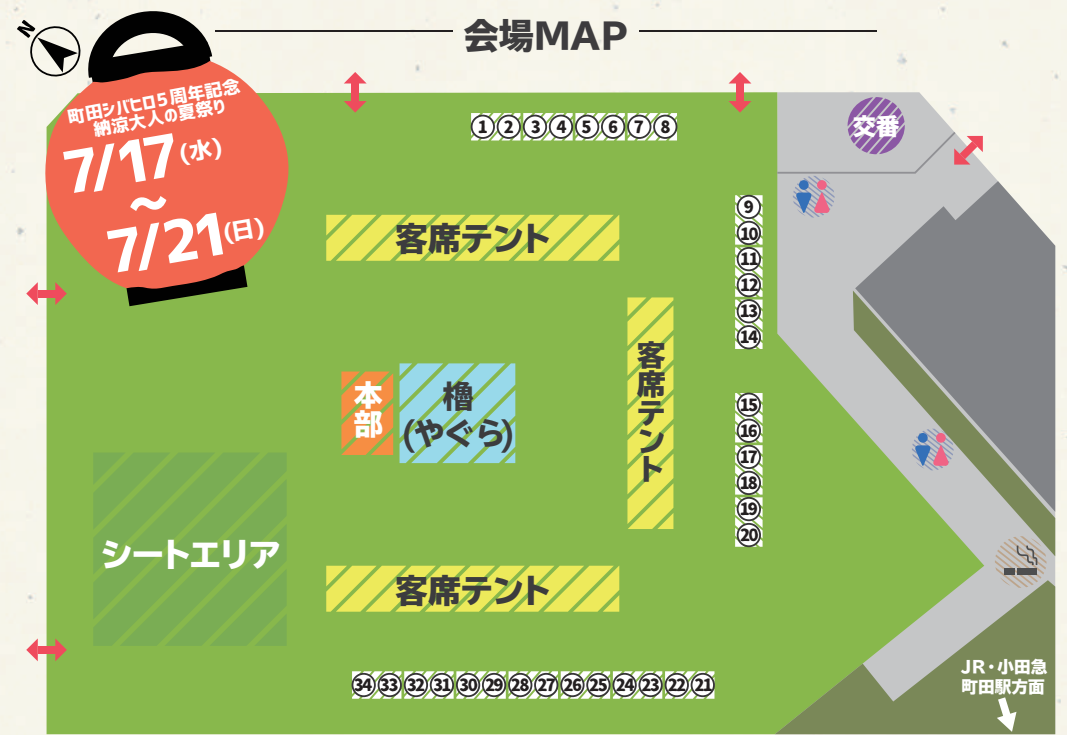 会場MAP
N
町田シバヒロ5周年記念
納涼大人の夏祭り
7/17(水)
〜
7/21(日)
①②③④⑤⑥⑦⑧
交番
⑨
⑩
⑪
⑫
⑬
⑭
客席テント
客席テント
本部
櫓
(やぐら)
⑮
⑯
⑰
⑱
⑲
⑳
シートエリア
客席テント
㉞㉝㉜㉛㉚㉙㉘㉗㉖㉕㉔㉓㉒㉑
JR・小田急
町田駅方面